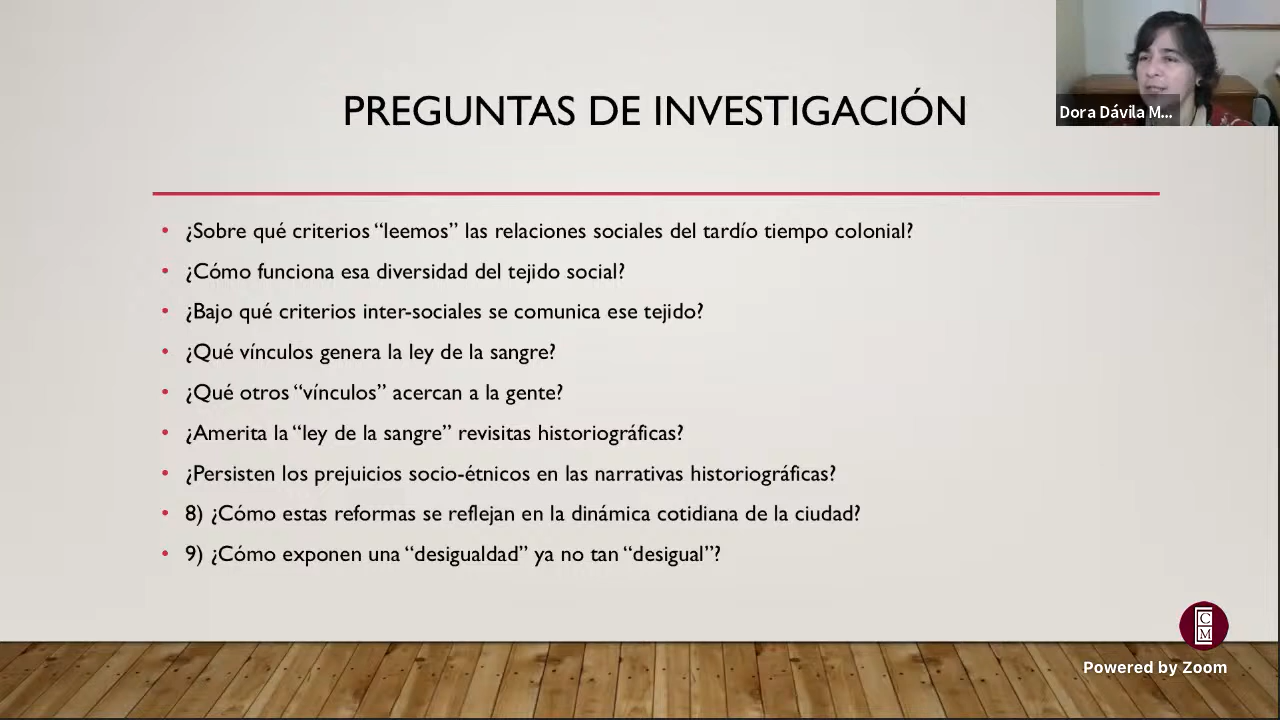 PREGUNTAS DE INVESTIGACIÓN
Dora Dávila M...
• ¿Sobre qué criterios “leemos” las relaciones sociales del tardío tiempo colonial?
• ¿Cómo funciona esa diversidad del tejido social?
• ¿Bajo qué criterios inter-sociales se comunica ese tejido?
• ¿Qué vínculos genera la ley de la sangre?
• ¿Qué otros “vínculos” acercan a la gente?
• ¿Amerita la “ley de la sangre” revisitas historiográficas?
• ¿Persisten los prejuicios socio-étnicos en las narrativas historiográficas?
• 8) ¿Cómo estas reformas se reflejan en la dinámica cotidiana de la ciudad?
• 9) ¿Cómo exponen una “desigualdad” ya no tan “desigual”?
C
M
Powered by Zoom